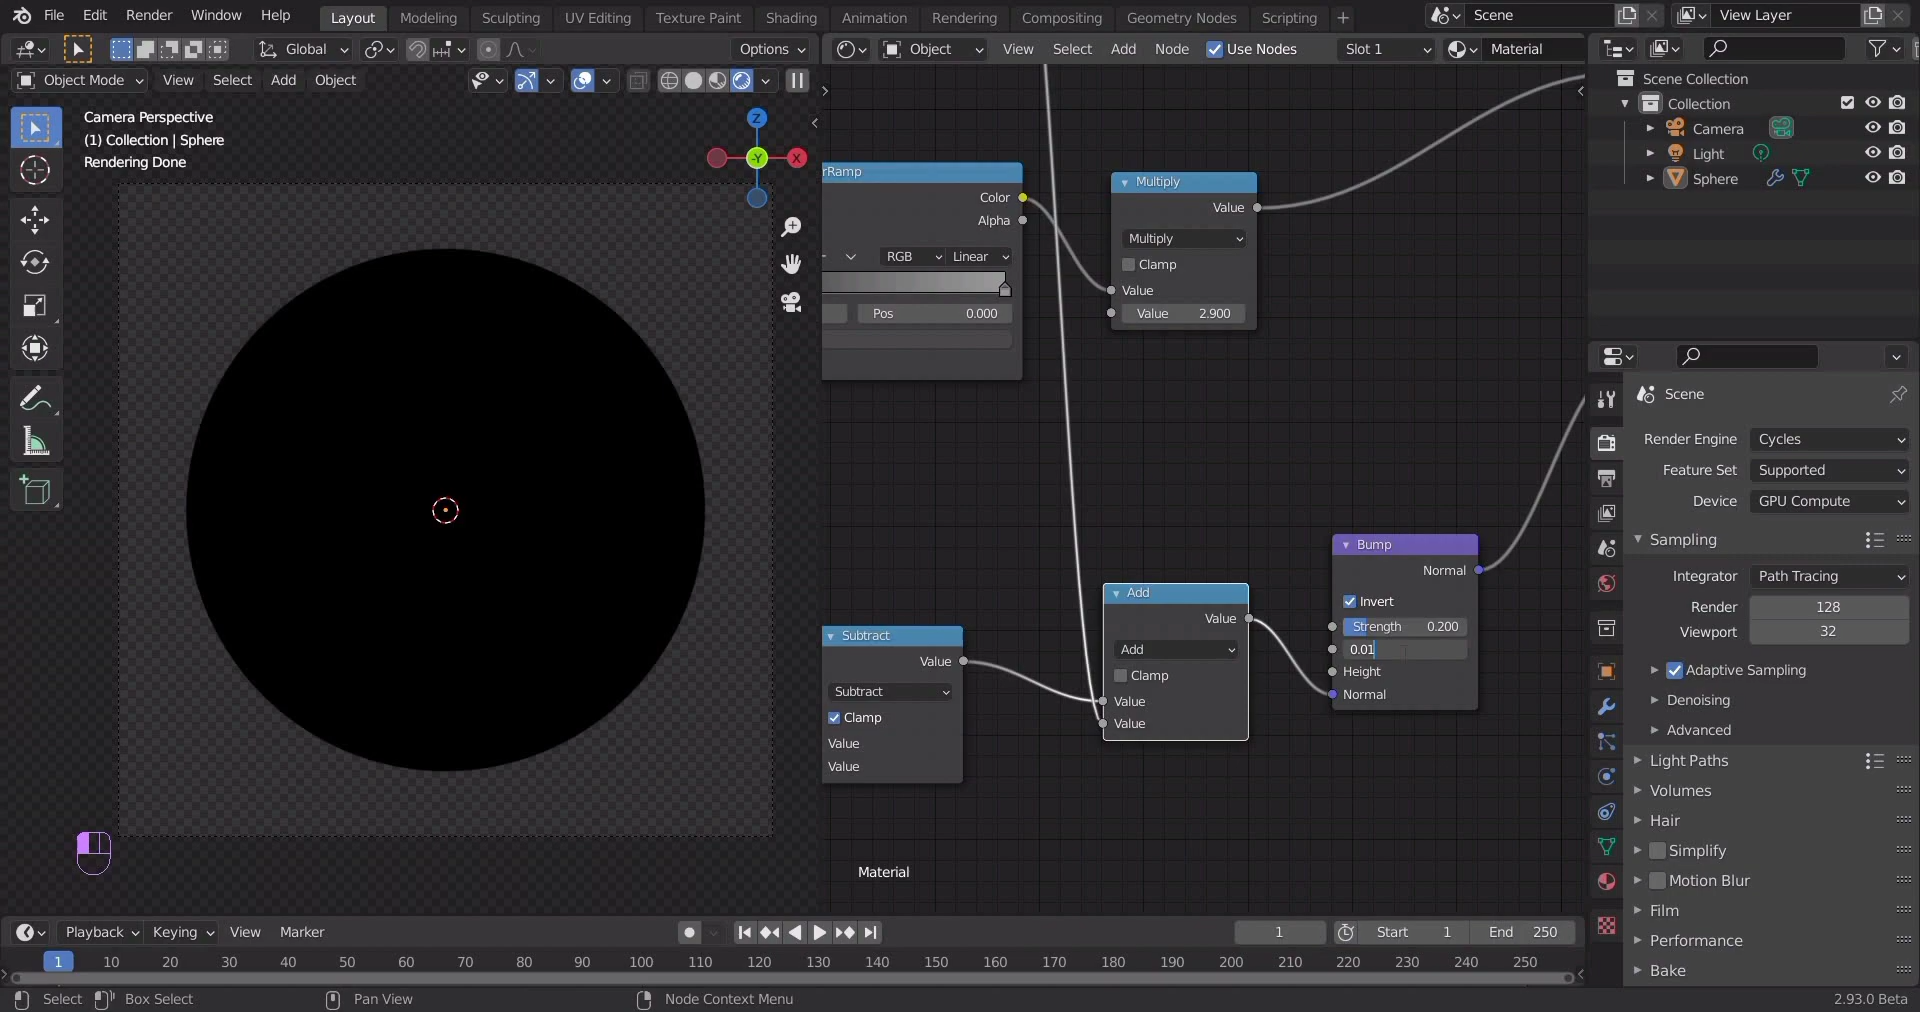 File Edit Render Window Help Layout Modeling Sculpting UV Editing Texture Paint Shading Animation Rendering Compositing Geometry Nodes Scripting + Scene View Layer
Global Options Object View Select Add Node Use Nodes Slot 1 Material
Object Mode View Select Add Object
Camera Perspective
(1) Collection | Sphere
Rendering Done
Z
-Y
X
rRamp
Color
Alpha
RGB Linear
Pos 0.000
Multiply
Value
Multiply
Clamp
Value
Value 2.900
Subtract
Value
Subtract
Clamp
Value
Value
Add
Value
Add
Clamp
Value
Value
Bump
Normal
Invert
Strength 0.200
0.01
Height
Normal
Material
Scene Collection
Collection
Camera
Light
Sphere
Scene
Render Engine Cycles
Feature Set Supported
Device GPU Compute
Sampling
Integrator Path Tracing
Render 128
Viewport 32
Adaptive Sampling
Denoising
Advanced
Light Paths
Volumes
Hair
Simplify
Motion Blur
Film
Performance
Bake
Playback Keying View Marker 1 Start 1 End 250
1 10 20 30 40 50 60 70 80 90 100 110 120 130 140 150 160 170 180 190 200 210 220 230 240 250
Select Box Select Pan View Node Context Menu 2.93.0 Beta